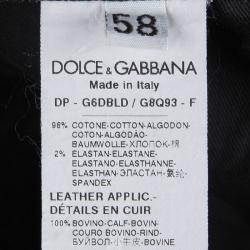 58
DOLCE & GABBANA
Made in Italy
DP - G6DBLD / G8Q93 - F
98% COTONE-COTTON-ALGODON
COTON-ALGODÃO-
BAUMWOLLE-ХЛОПОК-棉
2% ELASTAN-ELASTANE-
ELASTANO-ELASTHANNE-
ELASTHAN-ЭЛАСТАН-氨纶-
SPANDEX
LEATHER APPLIC.-
DÉTAILS EN CUIR
100% BOVINO-CALF-BOVIN-
COURO BOVINO-RIND-
БУЙВОЛ-小牛皮-BOVINE